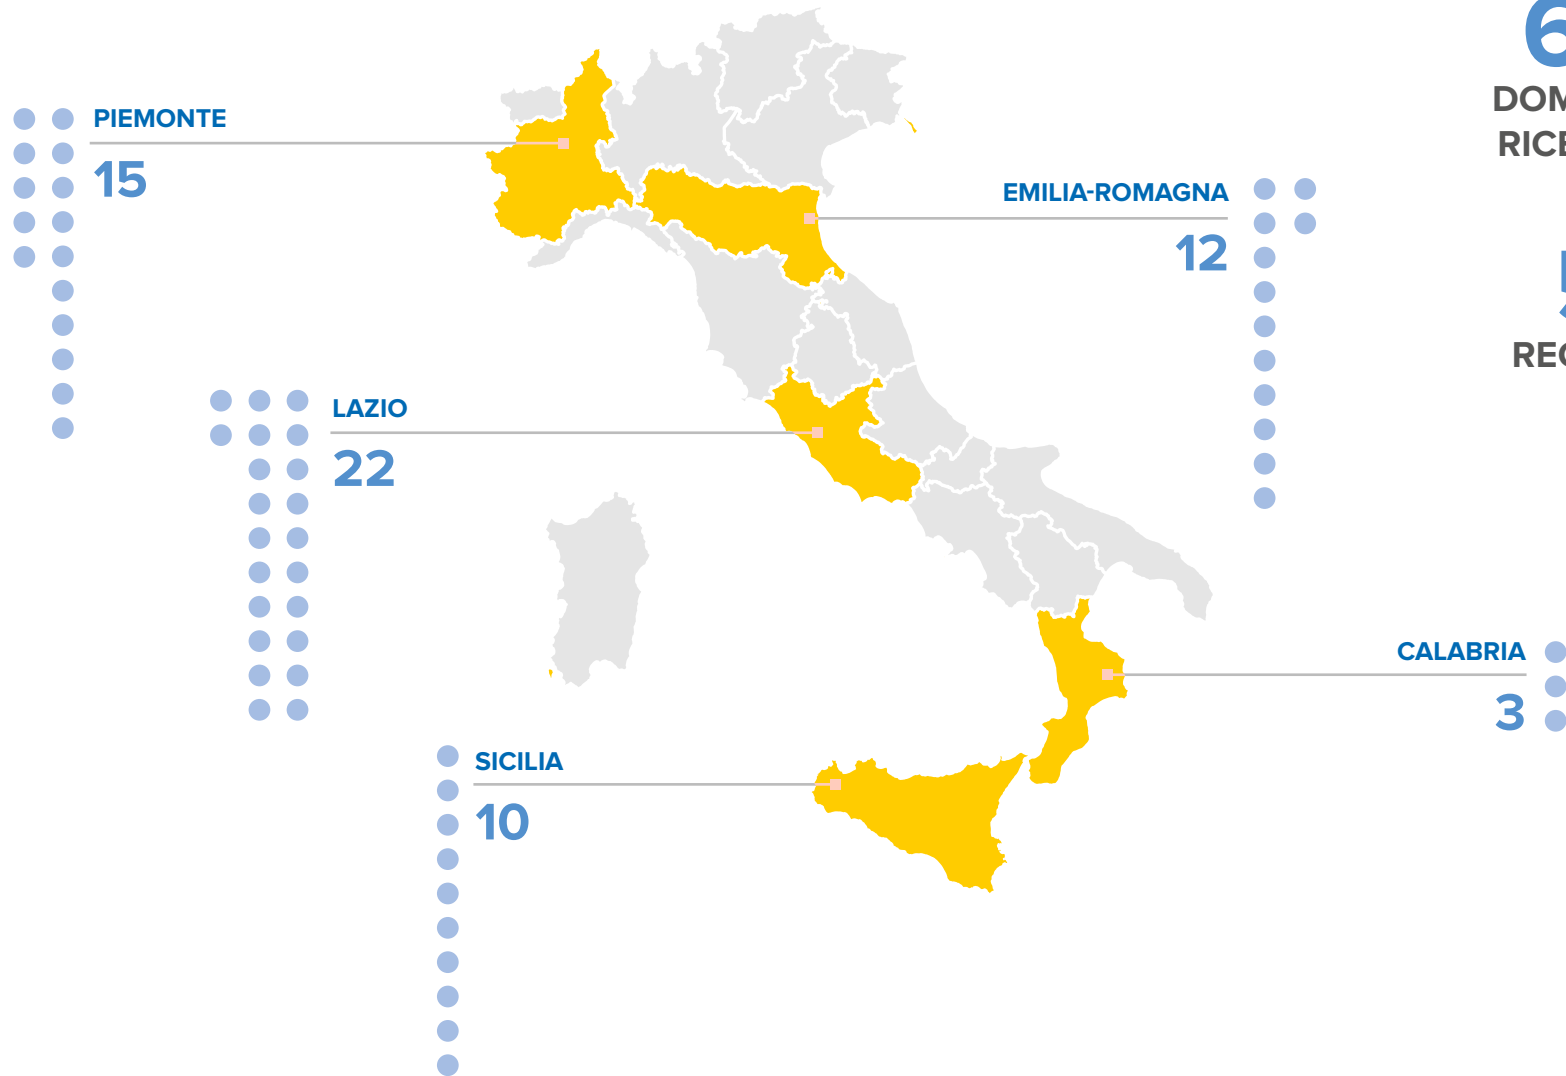 PIEMONTE
15
EMILIA-ROMAGNA
12
LAZIO
22
CALABRIA
3
SICILIA
10